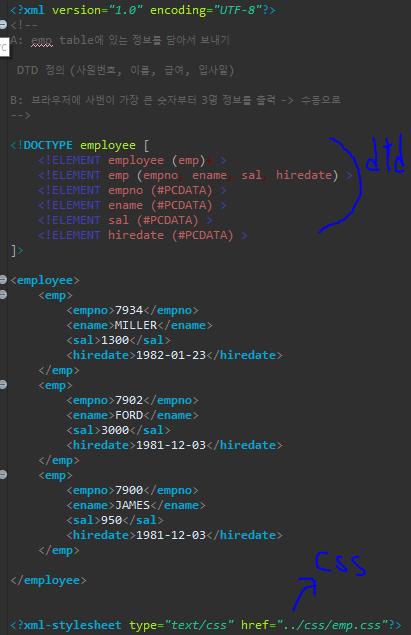 <?xml version="1.0" encoding="UTF-8"?>
<!--
A: emp table에 있는 정보를 담아서 보내기
DTD 정의 (사원번호, 이름, 급여, 입사일)
B: 브라우저에 사번이 가장 큰 숫자부터 3명 정보를 출력 -> 수동으로
-->
<!DOCTYPE employee [
<!ELEMENT employee (emp)* >
<!ELEMENT emp (empno, ename, sal, hiredate) >
<!ELEMENT empno (#PCDATA) >
<!ELEMENT ename (#PCDATA) >
<!ELEMENT sal (#PCDATA) >
<!ELEMENT hiredate (#PCDATA) >
]>
dtd
<employee>
<emp>
<empno>7934</empno>
<ename>MILLER</ename>
<sal>1300</sal>
<hiredate>1982-01-23</hiredate>
</emp>
<emp>
<empno>7902</empno>
<ename>FORD</ename>
<sal>3000</sal>
<hiredate>1981-12-03</hiredate>
</emp>
<emp>
<empno>7900</empno>
<ename>JAMES</ename>
<sal>950</sal>
<hiredate>1981-12-03</hiredate>
</emp>
</employee>
css
<?xml-stylesheet type="text/css" href="../css/emp.css"?>